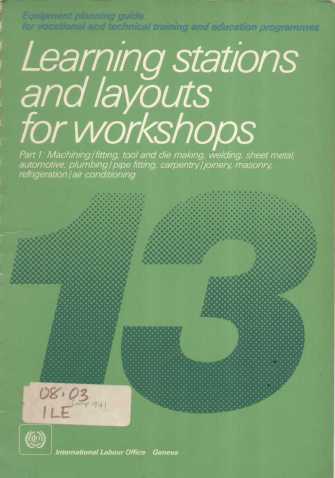 Equipment planning guide
for vocational and technical training and education programmes
Learning stations
and layouts
for workshops
Part 1 Machining/fitting, tool and die making, welding, sheet metal,
automotive, plumbing/pipe fitting, carpentry/joinery, masonry,
refrigeration/air conditioning
13
08.03
ILE
International Labour Office Geneva